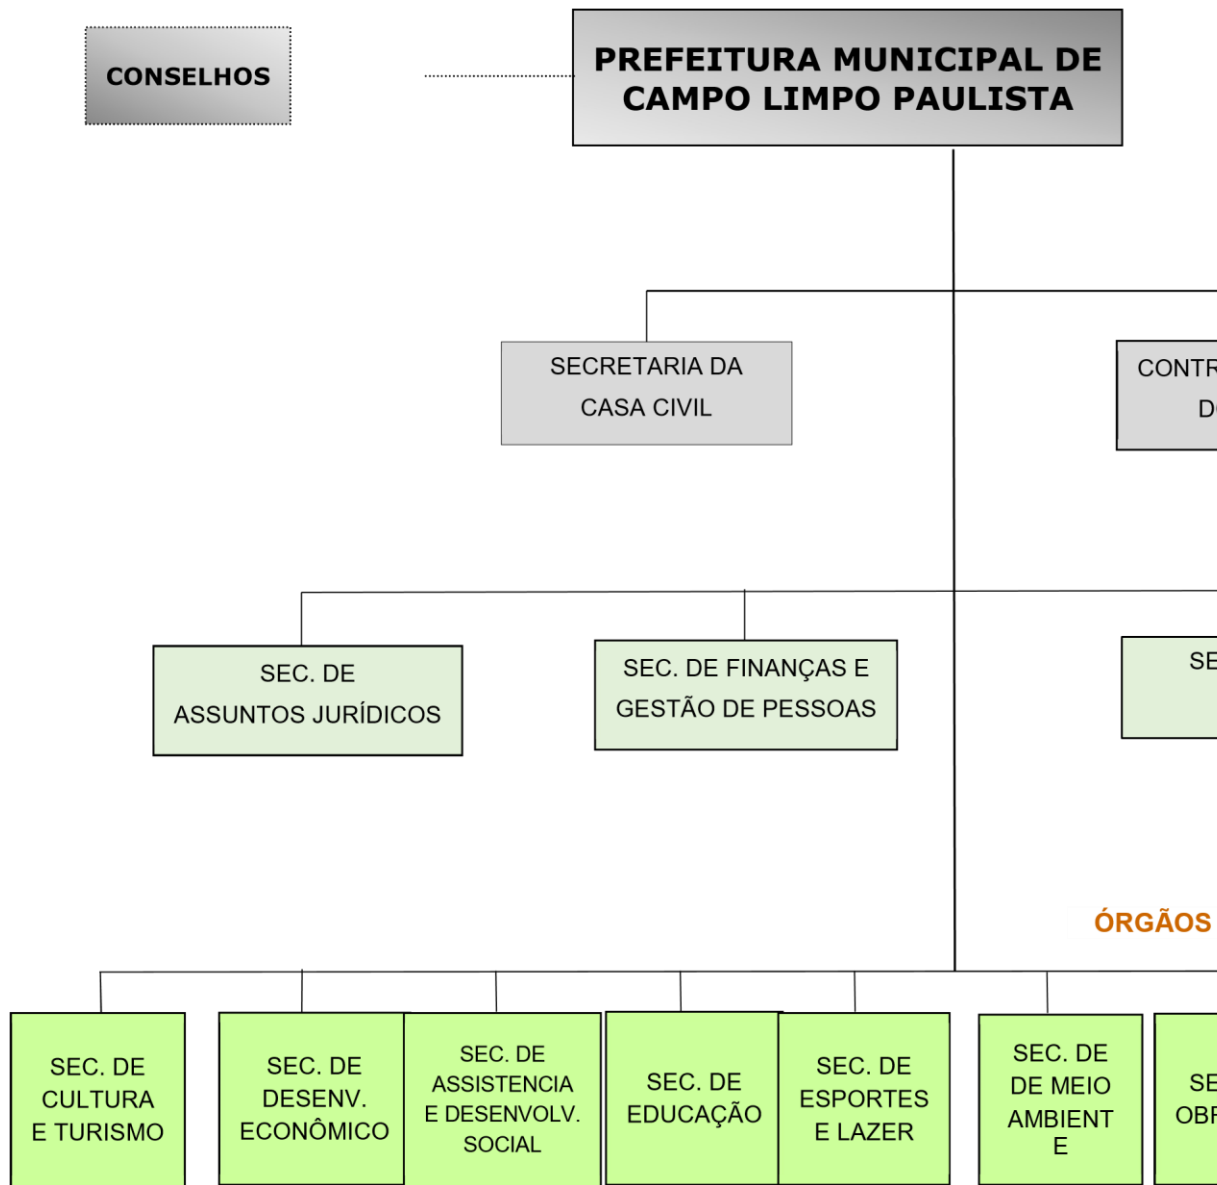 CONSELHOS
PREFEITURA MUNICIPAL DE
CAMPO LIMPO PAULISTA
SECRETARIA DA
CASA CIVIL
CONTR
SEC. DE
ASSUNTOS JURÍDICOS
SEC. DE FINANÇAS E
GESTÃO DE PESSOAS
ÓRGÃOS
SEC. DE
CULTURA
E TURISMO
SEC. DE
DESENV.
ECONÔMICO
SEC. DE
ASSISTENCIA
E DESENVOLV.
SOCIAL
SEC. DE
EDUCAÇÃO
SEC. DE
ESPORTES
E LAZER
SEC. DE
DE MEIO
AMBIENT
E